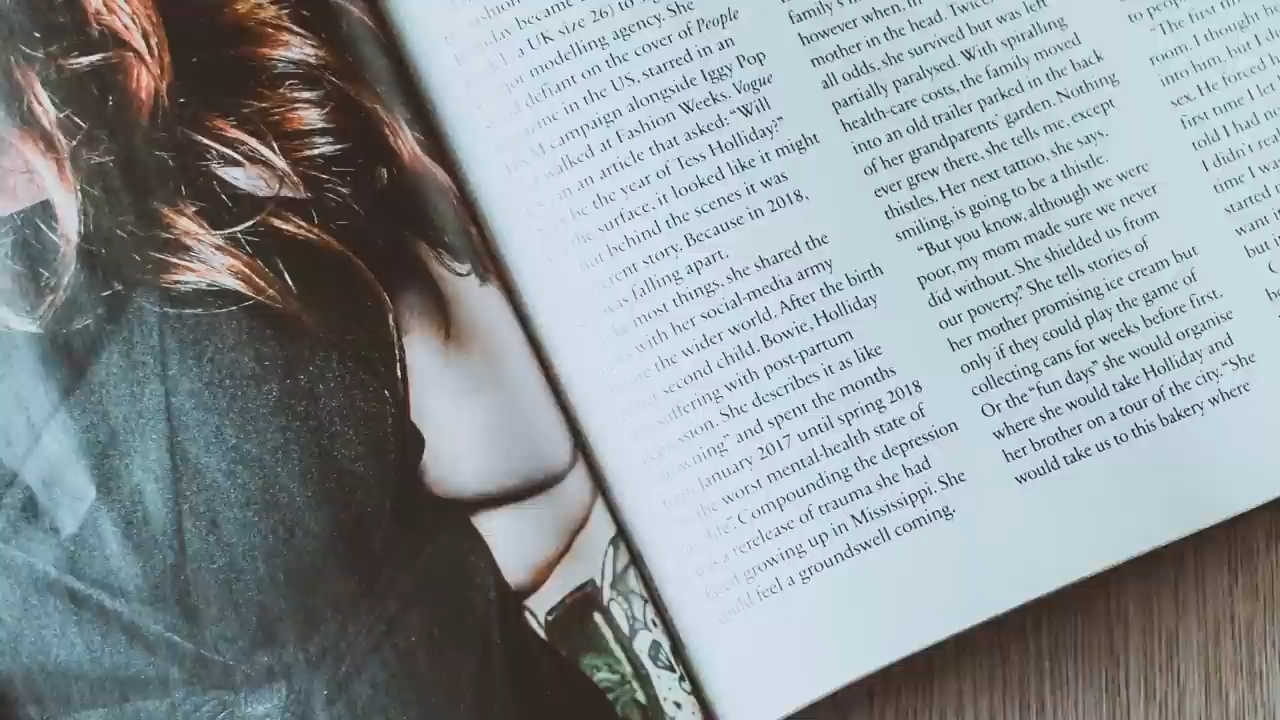 became
a UK size 26) to
modelling agency. She
defiant on the cover of People
in the US, starred in an
campaign alongside Iggy Pop
walked at Fashion Weeks. Vogue
an article that asked: “Will
be the year of Tess Holliday?”
the surface, it looked like it might
but behind the scenes it was
story. Because in 2018,
was falling apart.
most things, she shared the
with her social-media army
the wider world. After the birth
second child, Bowie, Holliday
suffering with post-partum
She describes it as like
and spent the months
January 2017 until spring 2018
the worst mental-health state of
life”. Compounding the depression
a rerelease of trauma she had
faced growing up in Mississippi. She
could feel a groundswell coming.
family’s
however when,
mother in the head. Twice.
all odds, she survived but was left
partially paralysed. With spiralling
health-care costs, the family moved
into an old trailer parked in the back
of her grandparents’ garden. Nothing
ever grew there, she tells me, except
thistles. Her next tattoo, she says,
smiling, is going to be a thistle.
“But you know, although we were
poor, my mom made sure we never
did without. She shielded us from
our poverty.” She tells stories of
her mother promising ice cream but
only if they could play the game of
collecting cans for weeks before first.
Or the “fun days” she would organise
where she would take Holliday and
her brother on a tour of the city. “She
would take us to this bakery where
to
“The first
room. I thought
into him, but I
sex. He forced
first time I let
told I had
I didn’t
time I
started
want
but